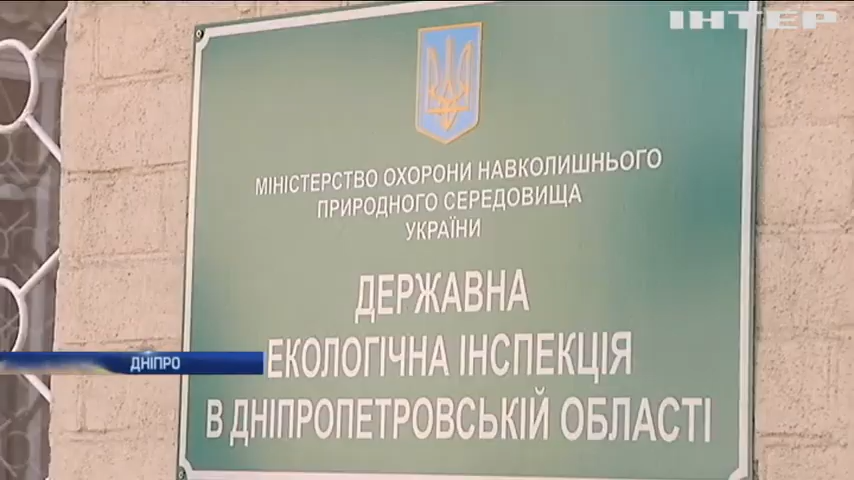 ІНТЕР
МІНІСТЕРСТВО ОХОРОНИ НАВКОЛИШНЬОГО
ПРИРОДНОГО СЕРЕДОВИЩА
УКРАЇНИ
ДЕРЖАВНА
ЕКОЛОГІЧНА ІНСПЕКЦІЯ
В ДНІПРОПЕТРОВСЬКІЙ ОБЛАСТІ
ДНІПРО